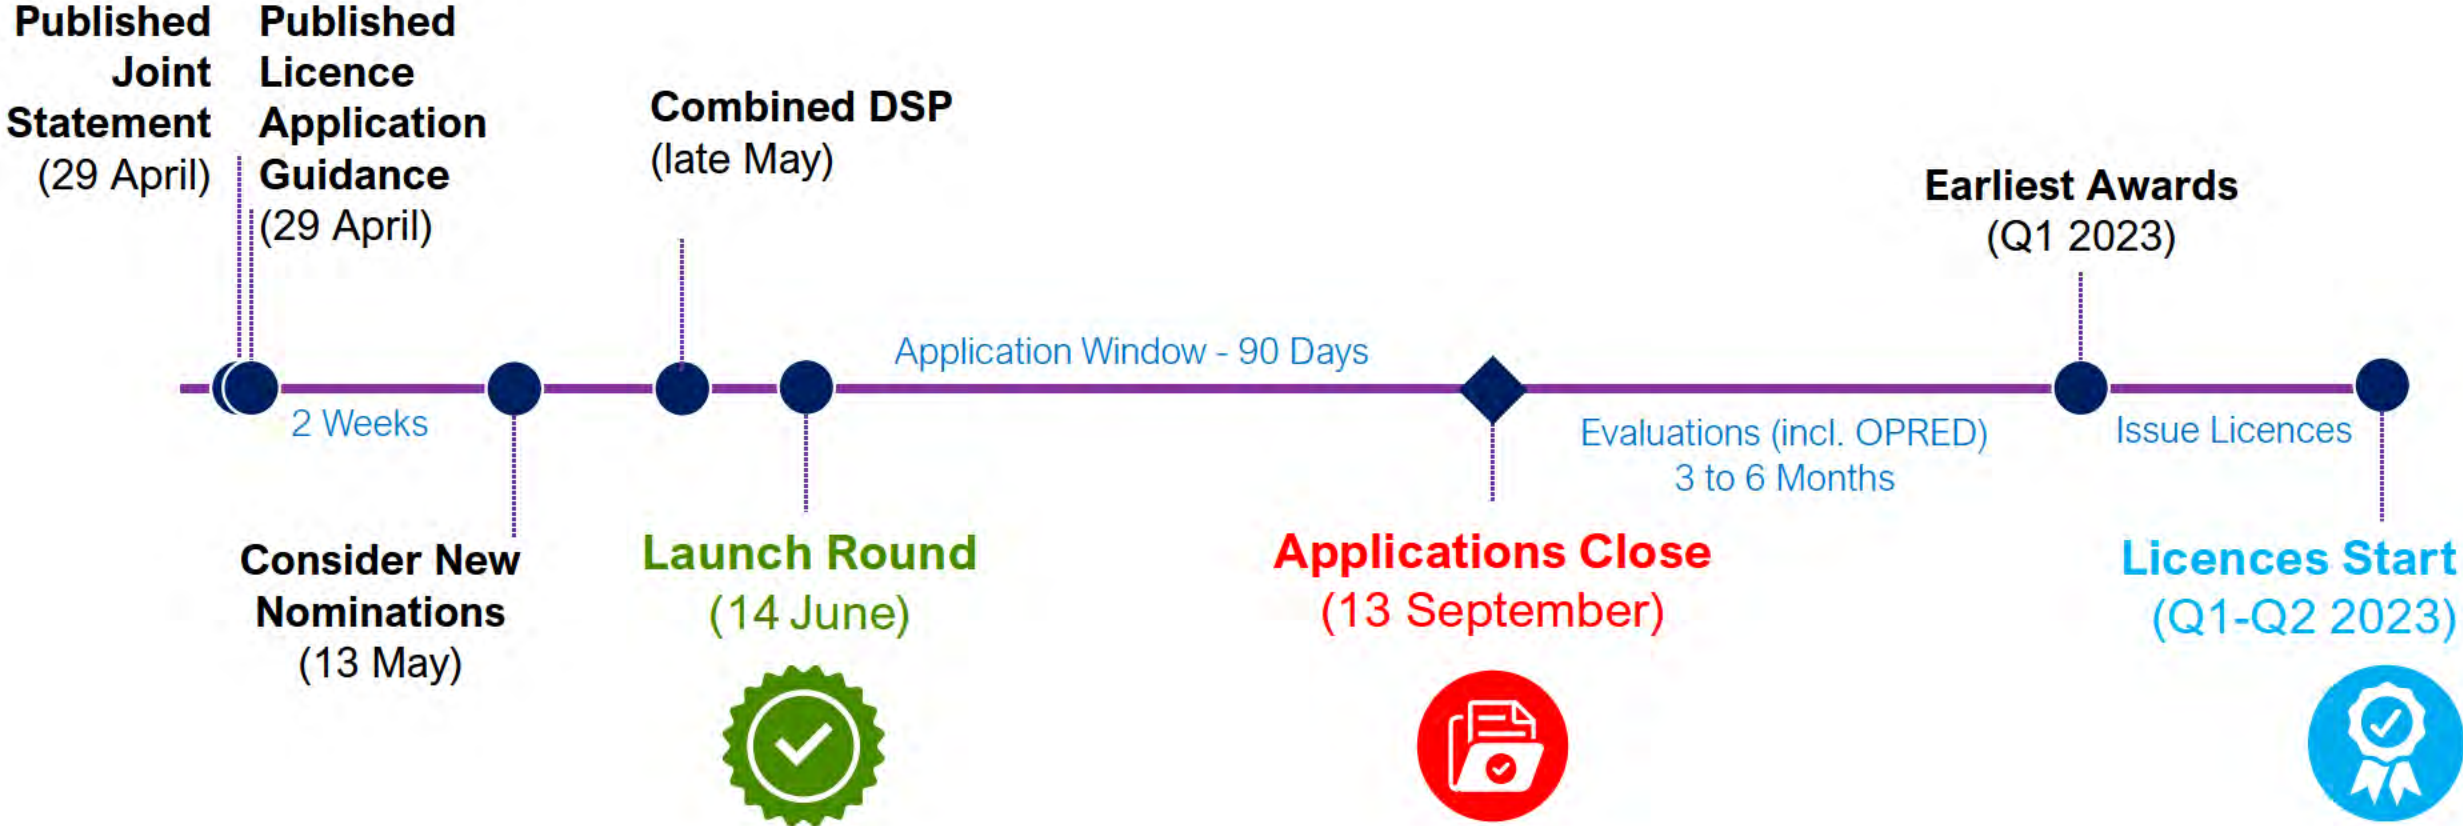 Published
Joint
Statement
(29 April)
Published
Licence
Application
Guidance
(29 April)
Combined DSP
(late May)
Earliest Awards
(Q1 2023)
Application Window - 90 Days
2 Weeks
Evaluations (incl. OPRED)
3 to 6 Months
Issue Licences
Consider New
Nominations
(13 May)
Launch Round
(14 June)
Applications Close
(13 September)
Licences Start
(Q1-Q2 2023)